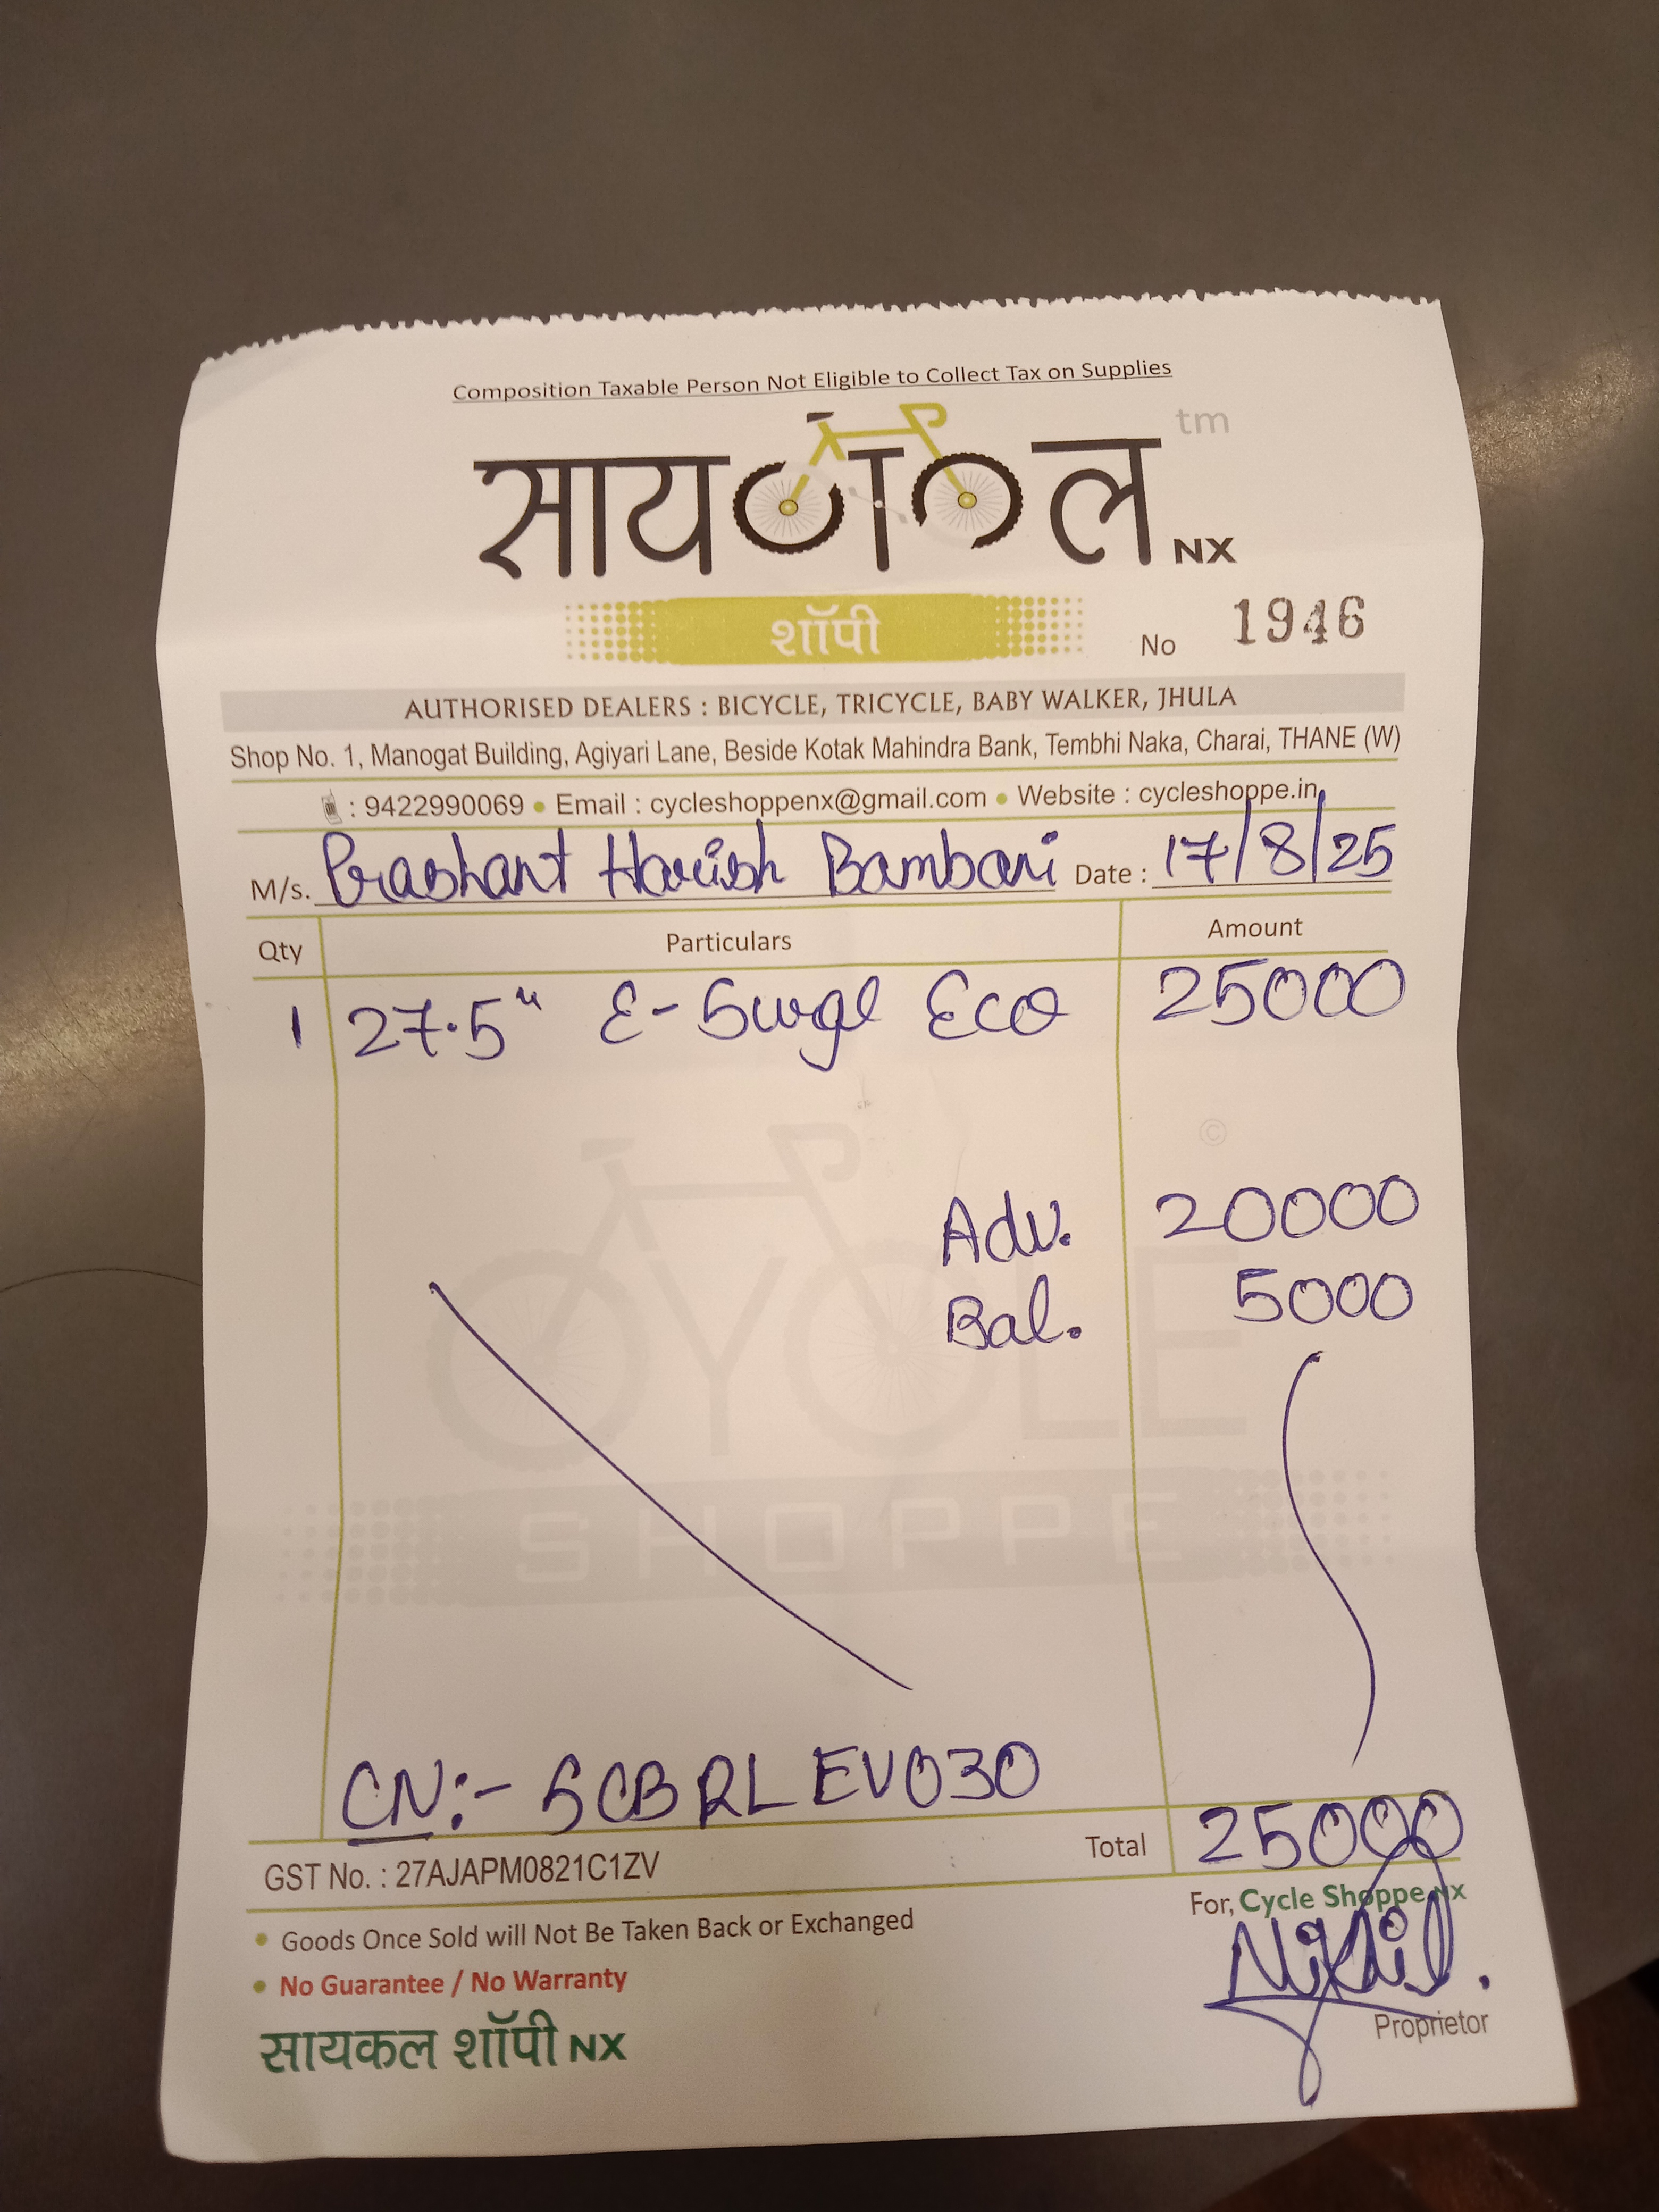 Composition Taxable Person Not Eligible to Collect Tax on Supplies
सायकल NX tm
शॉपी
No 1946
AUTHORISED DEALERS : BICYCLE, TRICYCLE, BABY WALKER, JHULA
Shop No. 1, Manogat Building, Agiyari Lane, Beside Kotak Mahindra Bank, Tembhi Naka, Charai, THANE (W)
: 9422990069 • Email : cycleshoppenx@gmail.com • Website : cycleshoppe.in
M/s. Prashant Harish Bambani Date : 17/8/25
Qty Particulars Amount
1 27.5" E- Eco 25000
©
Adv. 20000
Bal. 5000
CYCLE
SHOPPE
CN:- SCBRLEV030
Total 25000
GST No. : 27AJAPM0821C1ZV
For, Cycle Shoppe Nx
• Goods Once Sold will Not Be Taken Back or Exchanged
Nikhil.
• No Guarantee / No Warranty
Proprietor
सायकल शॉपी NX